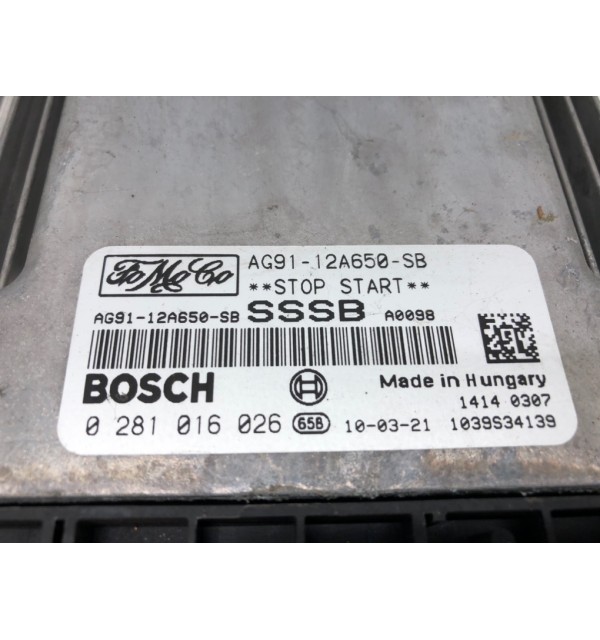 FoMoCo
AG91-12A650-SB
**STOP START**
AG91-12A650-SB SSSB A0098
BOSCH
Made in Hungary
1414 0307
0 281 016 026 65B 10-03-21 1039S34139